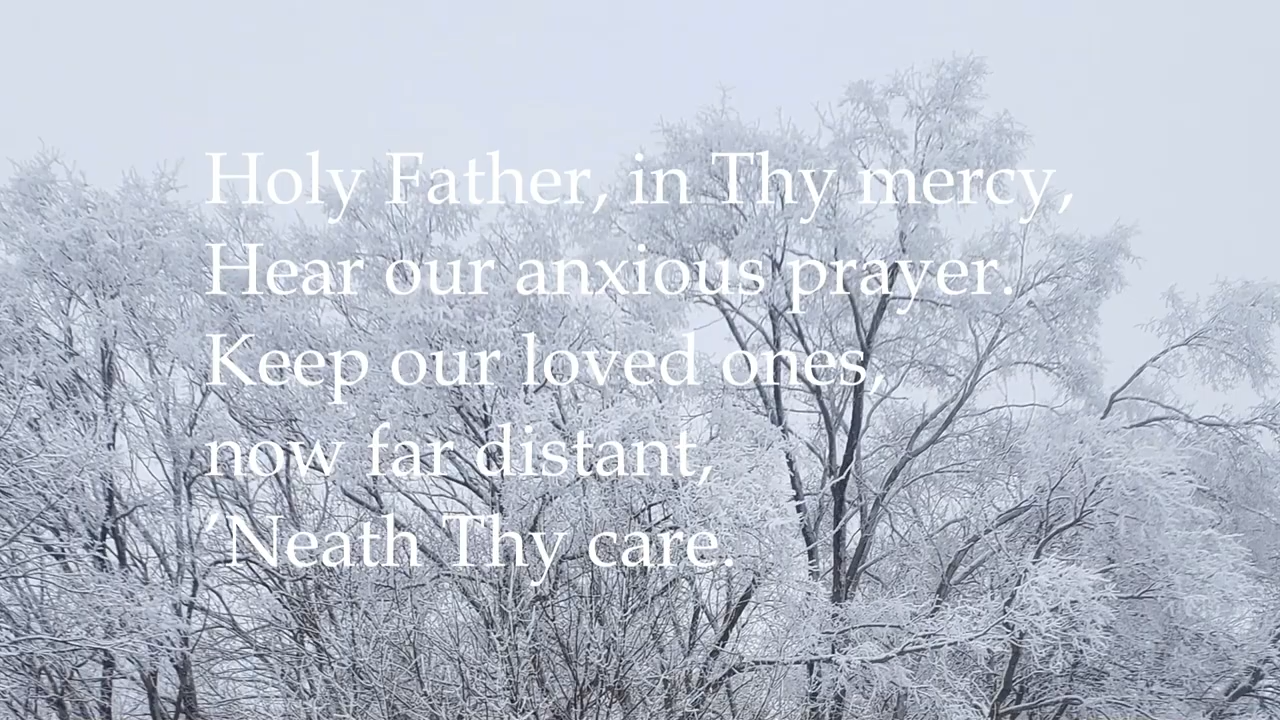 Holy Father, in Thy mercy,
Hear our anxious prayer.
Keep our loved ones,
now far distant,
’Neath Thy care.